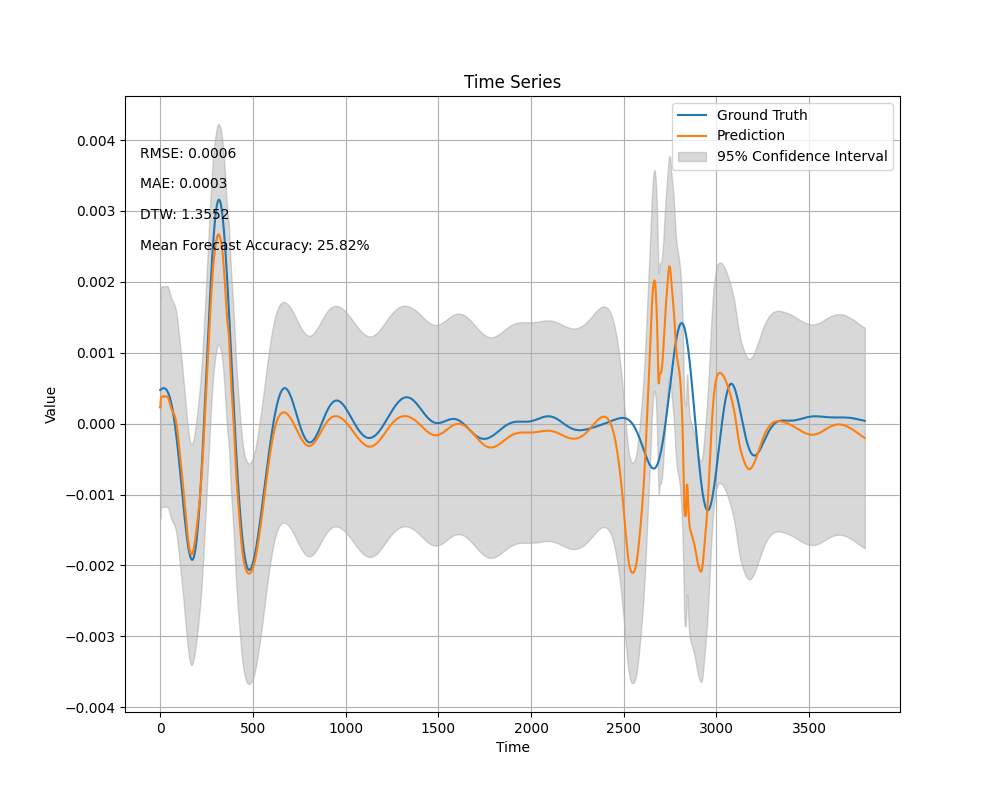 Time Series
Ground Truth
Prediction
95% Confidence Interval
RMSE: 0.0006
MAE: 0.0003
DTW: 1.3552
Mean Forecast Accuracy: 25.82%
Value
0.004
0.003
0.002
0.001
0.000
−0.001
−0.002
−0.003
−0.004
0 500 1000 1500 2000 2500 3000 3500
Time